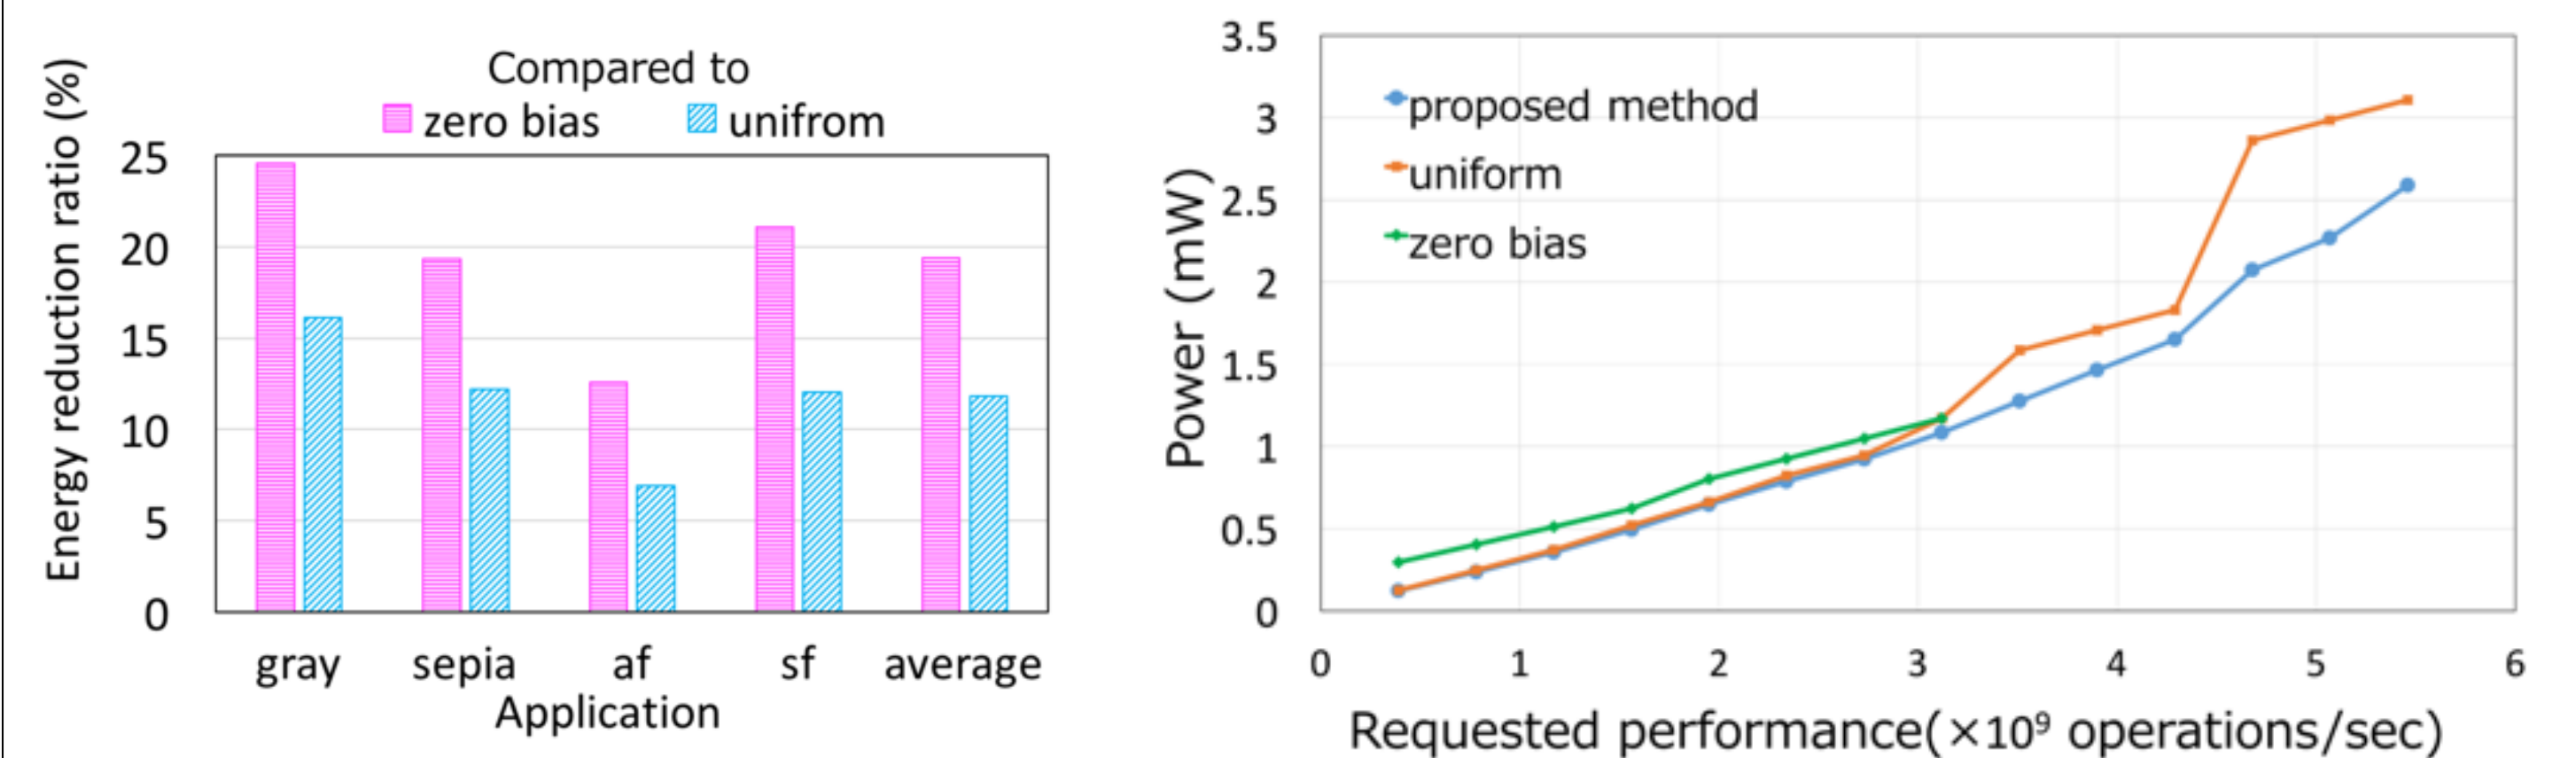 Compared to
zero bias
unifrom
Energy reduction ratio (%)
25
20
15
10
5
0
gray
sepia
af
sf
average
Application
proposed method
uniform
zero bias
Power (mW)
3.5
3
2.5
2
1.5
1
0.5
0
0
1
2
3
4
5
6
Requested performance(×10⁹ operations/sec)